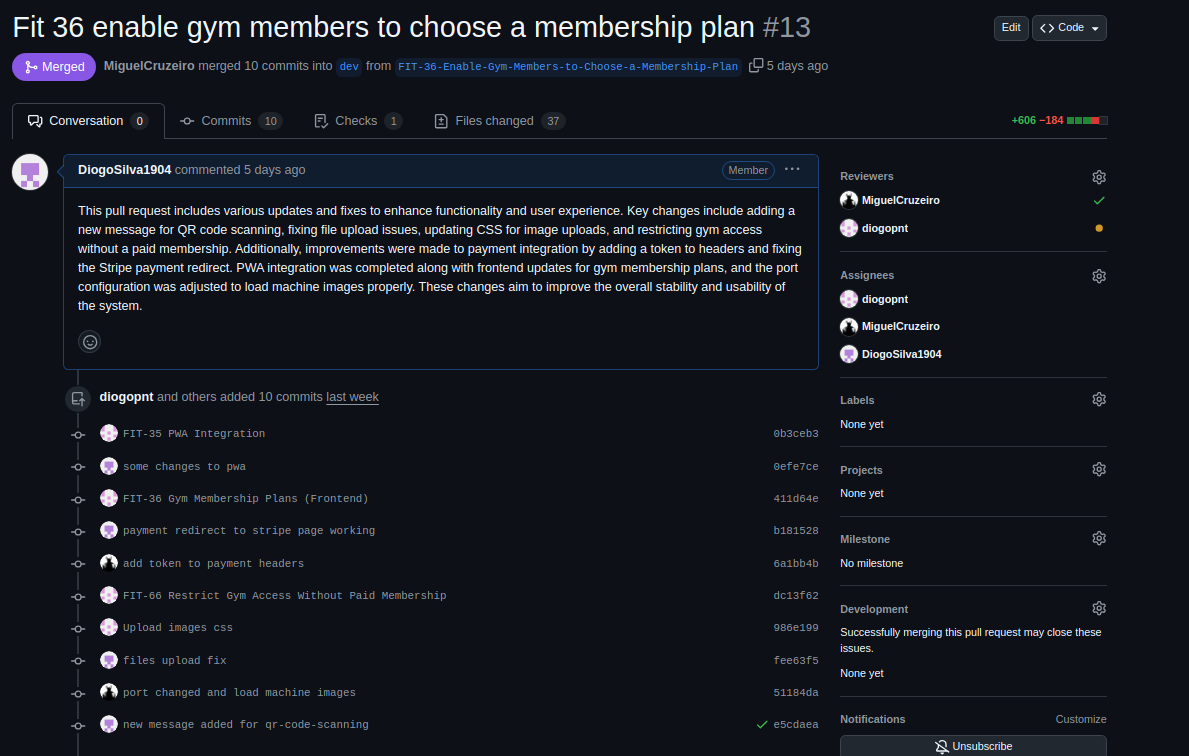 Fit 36 enable gym members to choose a membership plan #13
Edit
Code
Merged
MiguelCruzeiro merged 10 commits into dev from FIT-36-Enable-Gym-Members-to-Choose-a-Membership-Plan 5 days ago
Conversation 0
Commits 10
Checks 1
Files changed 37
+606 −184
DiogoSilva1904 commented 5 days ago
Member
This pull request includes various updates and fixes to enhance functionality and user experience. Key changes include adding a
new message for QR code scanning, fixing file upload issues, updating CSS for image uploads, and restricting gym access
without a paid membership. Additionally, improvements were made to payment integration by adding a token to headers and fixing
the Stripe payment redirect. PWA integration was completed along with frontend updates for gym membership plans, and the port
configuration was adjusted to load machine images properly. These changes aim to improve the overall stability and usability of
the system.
diogopnt and others added 10 commits last week
FIT-35 PWA Integration 0b3ceb3
some changes to pwa 0efe7ce
FIT-36 Gym Membership Plans (Frontend) 411d64e
payment redirect to stripe page working b181528
add token to payment headers 6a1bb4b
FIT-66 Restrict Gym Access Without Paid Membership dc13f62
Upload images css 986e199
files upload fix fee63f5
port changed and load machine images 51184da
new message added for qr-code-scanning e5cdaea
Reviewers
MiguelCruzeiro
diogopnt
Assignees
diogopnt
MiguelCruzeiro
DiogoSilva1904
Labels
None yet
Projects
None yet
Milestone
No milestone
Development
Successfully merging this pull request may close these
issues.
None yet
Notifications
Customize
Unsubscribe